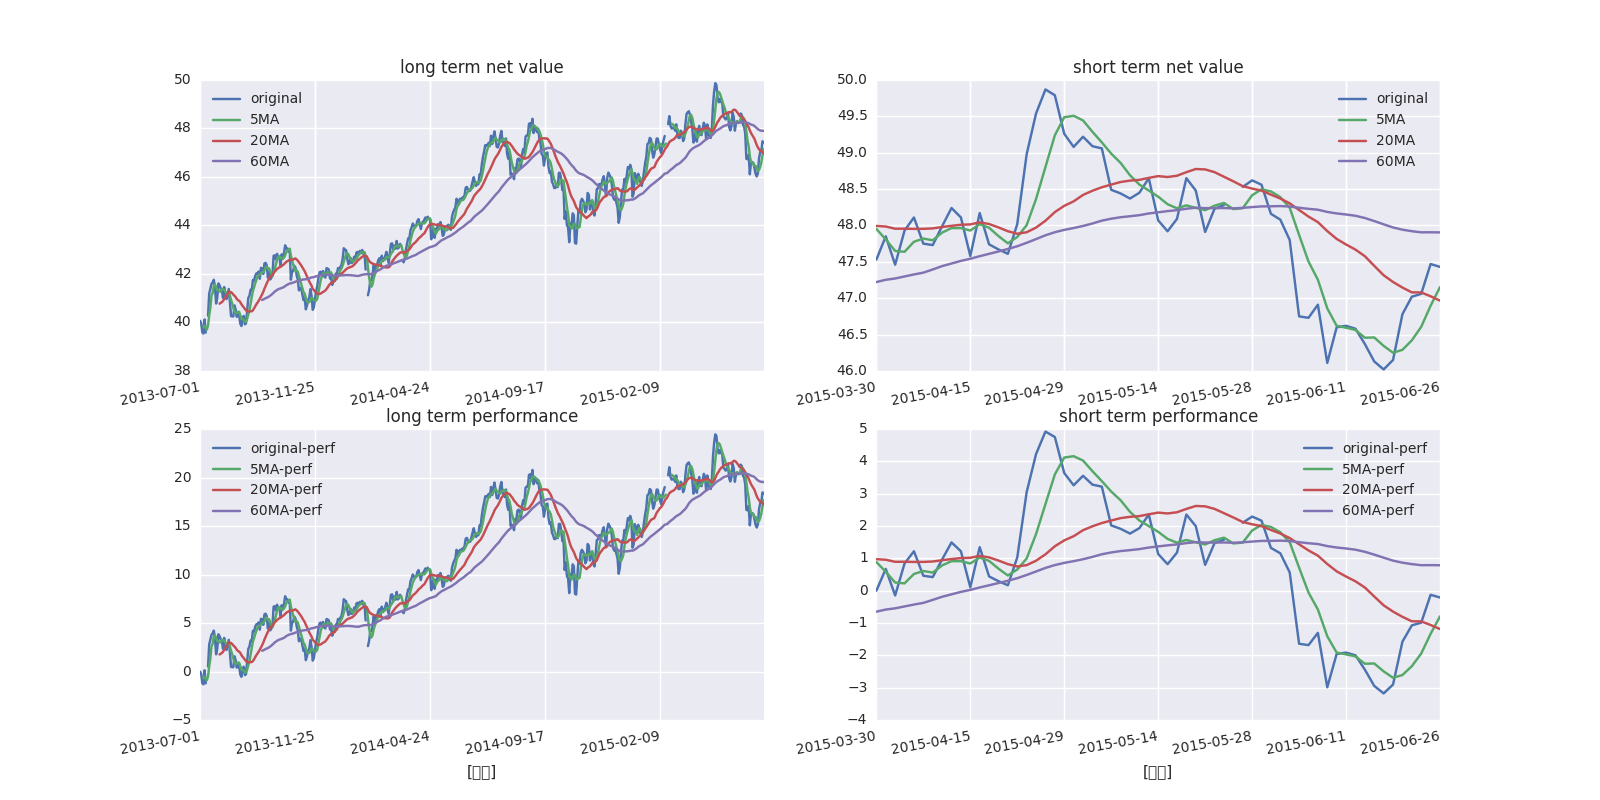 long term net value
50
48
46
44
42
40
38
original
5MA
20MA
60MA
2013-07-01
2013-11-25
2014-04-24
2014-09-17
2015-02-09
short term net value
50.0
49.5
49.0
48.5
48.0
47.5
47.0
46.5
46.0
original
5MA
20MA
60MA
2015-03-30
2015-04-15
2015-04-29
2015-05-14
2015-05-28
2015-06-11
2015-06-26
long term performance
25
20
15
10
5
0
−5
original-perf
5MA-perf
20MA-perf
60MA-perf
2013-07-01
2013-11-25
2014-04-24
2014-09-17
2015-02-09
short term performance
5
4
3
2
1
0
−1
−2
−3
−4
original-perf
5MA-perf
20MA-perf
60MA-perf
2015-03-30
2015-04-15
2015-04-29
2015-05-14
2015-05-28
2015-06-11
2015-06-26